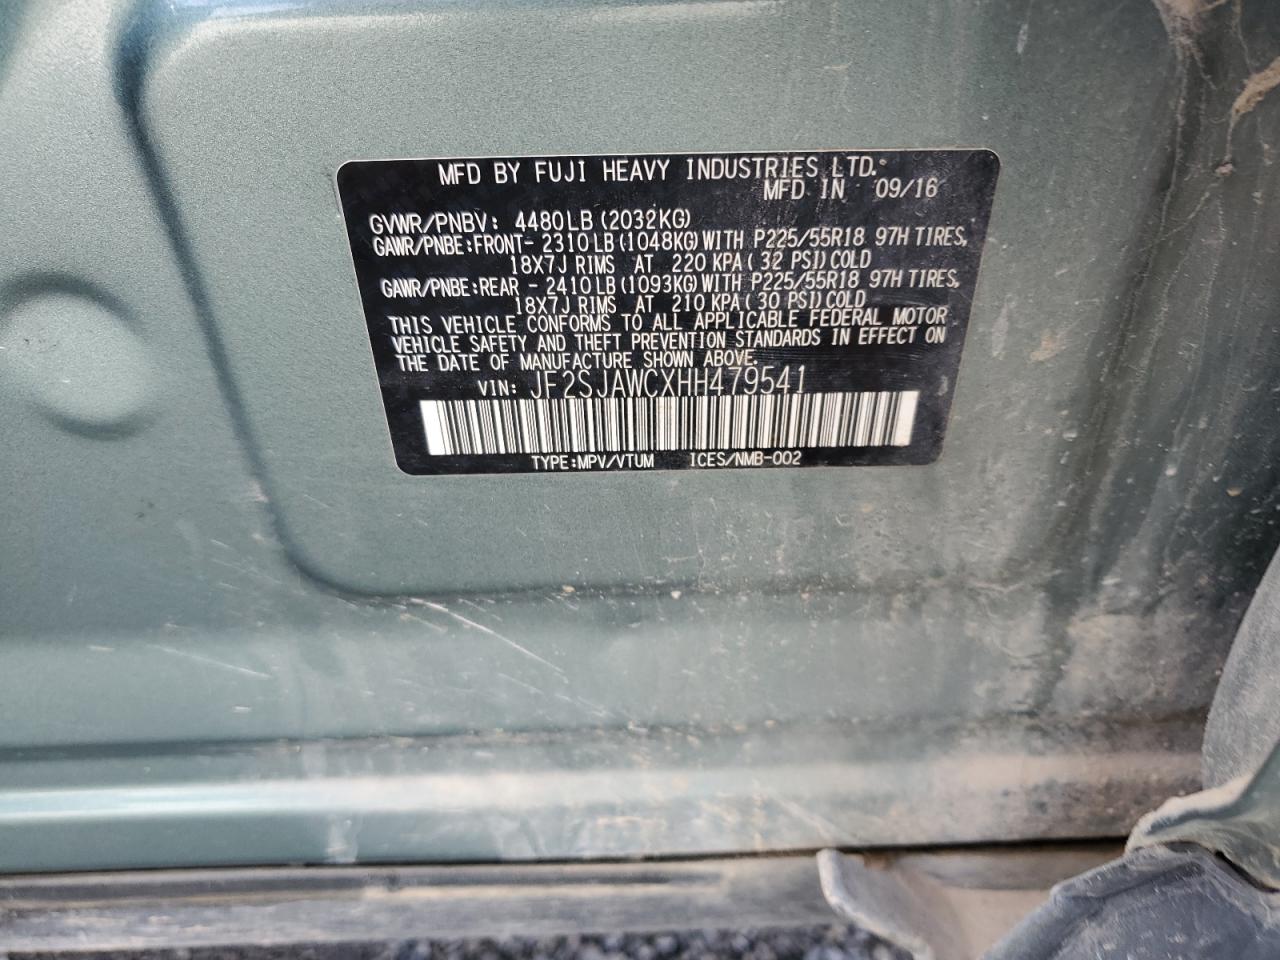 MFD BY FUJI HEAVY INDUSTRIES LTD.
MFD IN 09/16
GVWR/PNBV: 4480LB (2032KG)
GAWR/PNBE:FRONT- 2310LB (1048KG) WITH P225/55R18 97H TIRES,
18X7J RIMS AT 220 KPA ( 32 PSI) COLD
GAWR/PNBE:REAR - 2410LB (1093KG) WITH P225/55R18 97H TIRES,
18X7J RIMS AT 210 KPA ( 30 PSI) COLD
THIS VEHICLE CONFORMS TO ALL APPLICABLE FEDERAL MOTOR
VEHICLE SAFETY AND THEFT PREVENTION STANDARDS IN EFFECT ON
THE DATE OF MANUFACTURE SHOWN ABOVE.
VIN: JF2SJAWCXHH479541
TYPE:MPV/VTUM ICES/NMB-002